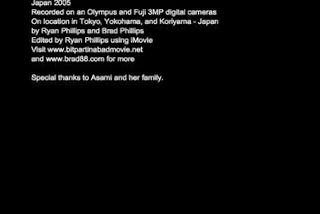 Japan 2005
Recorded on an Olympus and Fuji 3MP digital cameras
On location in Tokyo, Yokohama, and Koriyama - Japan
by Ryan Phillips and Brad Phillips
Edited by Ryan Phillips using iMovie
Visit www.bitpartinabadmovie.net
and www.brad88.com for more
Special thanks to Asami and her family.